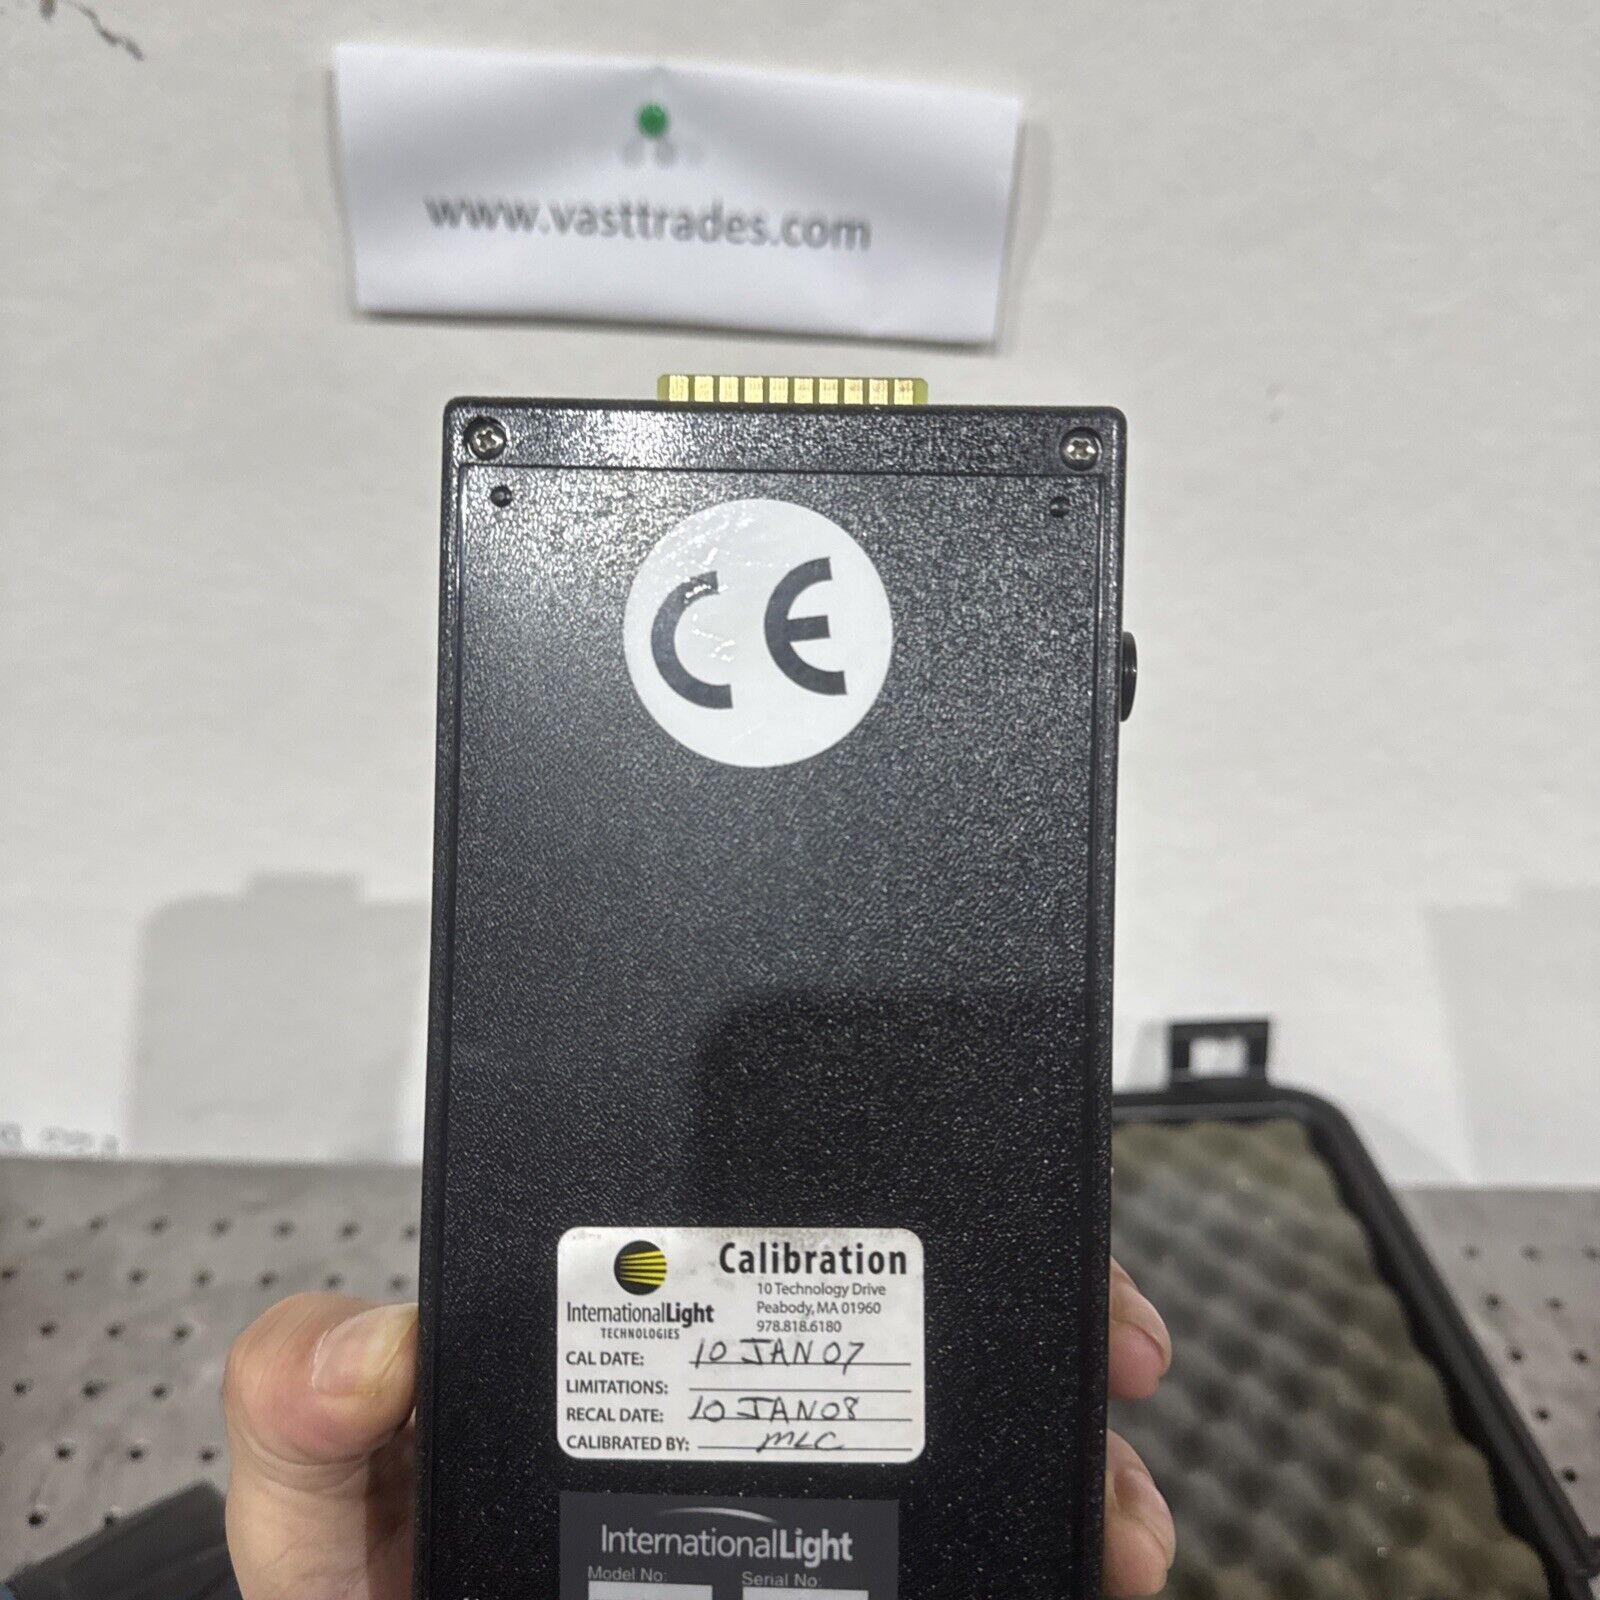 www.vasttrades.com
CE
Calibration
10 Technology Drive
Peabody, MA 01960
978.818.6180
InternationalLight
TECHNOLOGIES
CAL DATE: 10 JAN 07
LIMITATIONS:
RECAL DATE: 10 JAN 08
CALIBRATED BY: MLC
InternationalLight
Model No: Serial No: